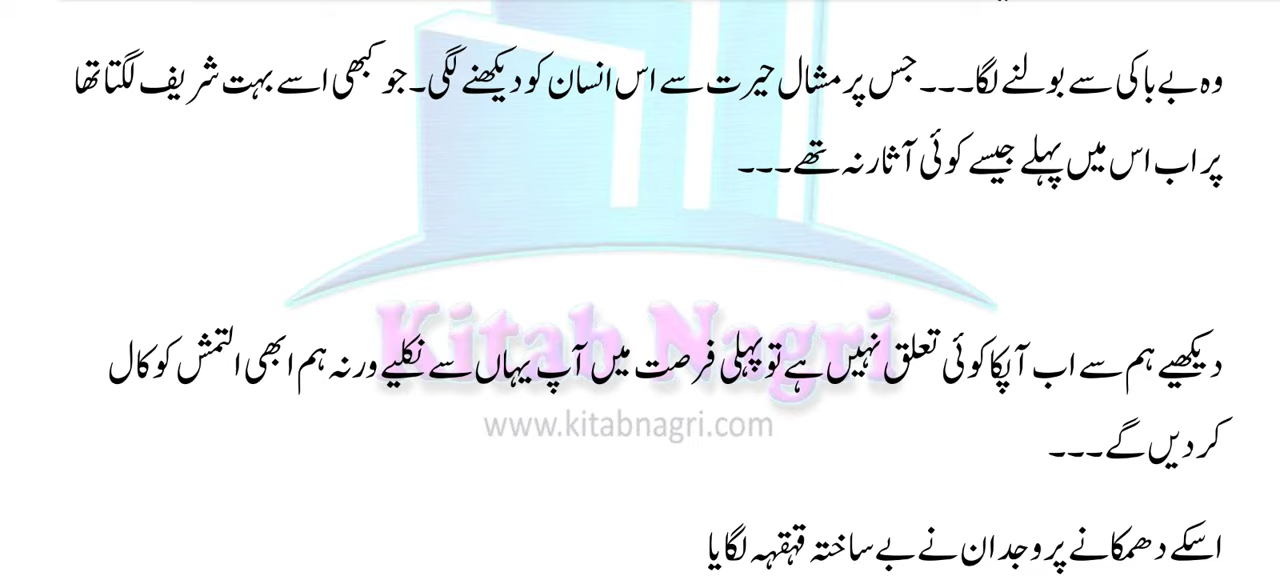 وہ بے باکی سے بولنے لگا۔۔۔ جس پر مشال حیرت سے اس انسان کو دیکھنے لگی۔ جو کبھی اسے بہت شریف لگتا تھا
پر اب اس میں پہلے جیسے کوئی آثار نہ تھے۔۔۔
Kitab Nagri
دیکھیے ہم سے اب آپکا کوئی تعلق نہیں ہے تو پہلی فرصت میں آپ یہاں سے نکلیے ورنہ ہم ابھی التمش کو کال
www.kitabnagri.com
کر دیں گے۔۔۔
اسکے دھمکانے پر وجدان نے بے ساختہ قہقہہ لگایا